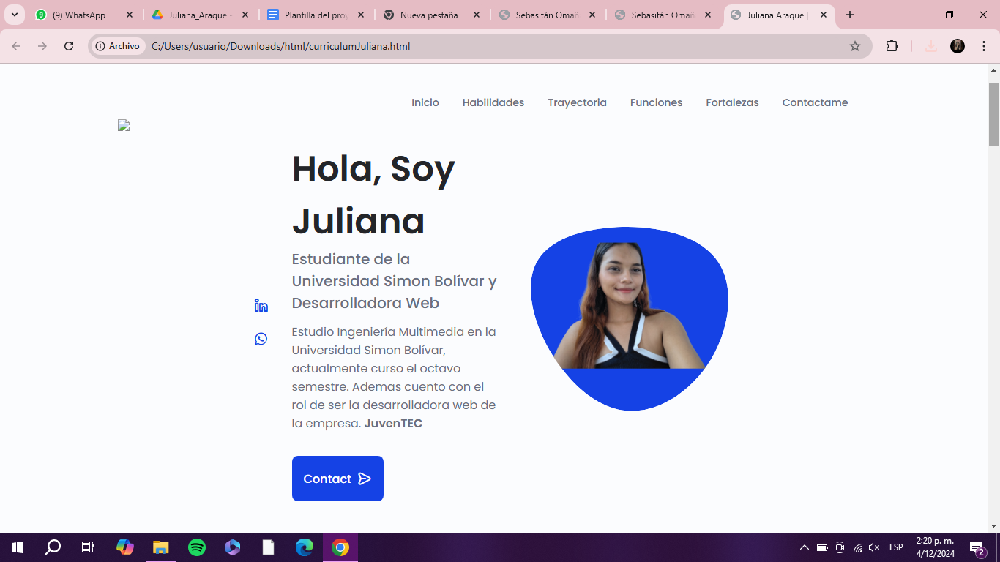 (9) WhatsApp
Juliana_Araque -
Plantilla del proy
Nueva pestaña
Sebasitán Omañ
Sebasitán Omañ
Juliana Araque |
Archivo
C:/Users/usuario/Downloads/html/curriculumJuliana.html
Inicio
Habilidades
Trayectoria
Funciones
Fortalezas
Contactame
Hola, Soy
Juliana
Estudiante de la
Universidad Simon Bolívar y
Desarrolladora Web
Estudio Ingeniería Multimedia en la
Universidad Simon Bolívar,
actualmente curso el octavo
semestre. Ademas cuento con el
rol de ser la desarrolladora web de
la empresa. JuvenTEC
Contact
ESP
2:20 p. m.
4/12/2024
2